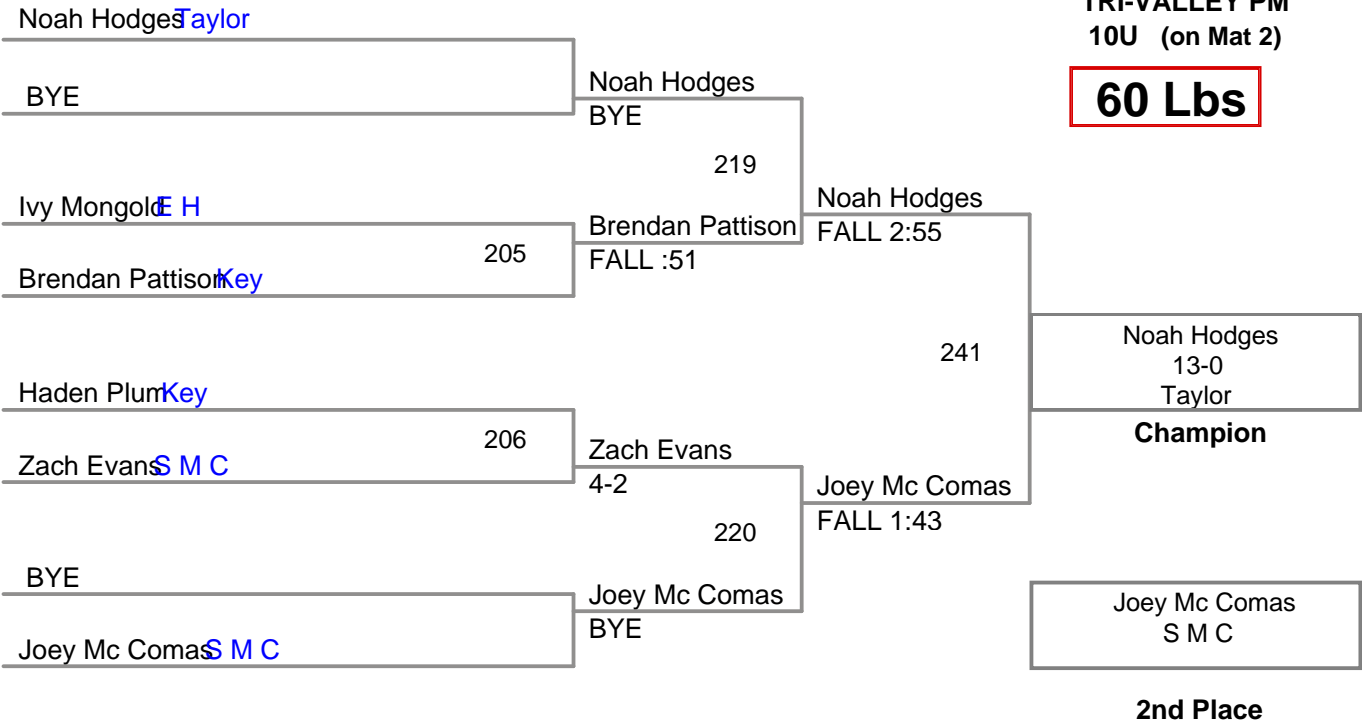 TRI-VALLEY PM
10U (on Mat 2)
60 Lbs
Noah Hodges Taylor
BYE
Noah Hodges
BYE
219
Ivy Mongold E H
205
Brendan Pattison Key
Brendan Pattison
FALL :51
Noah Hodges
FALL 2:55
241
Haden Plum Key
206
Zach Evans S M C
Zach Evans
4-2
220
BYE
Joey Mc Comas S M C
Joey Mc Comas
BYE
Joey Mc Comas
FALL 1:43
Noah Hodges
13-0
Taylor
Champion
Joey Mc Comas
S M C
2nd Place